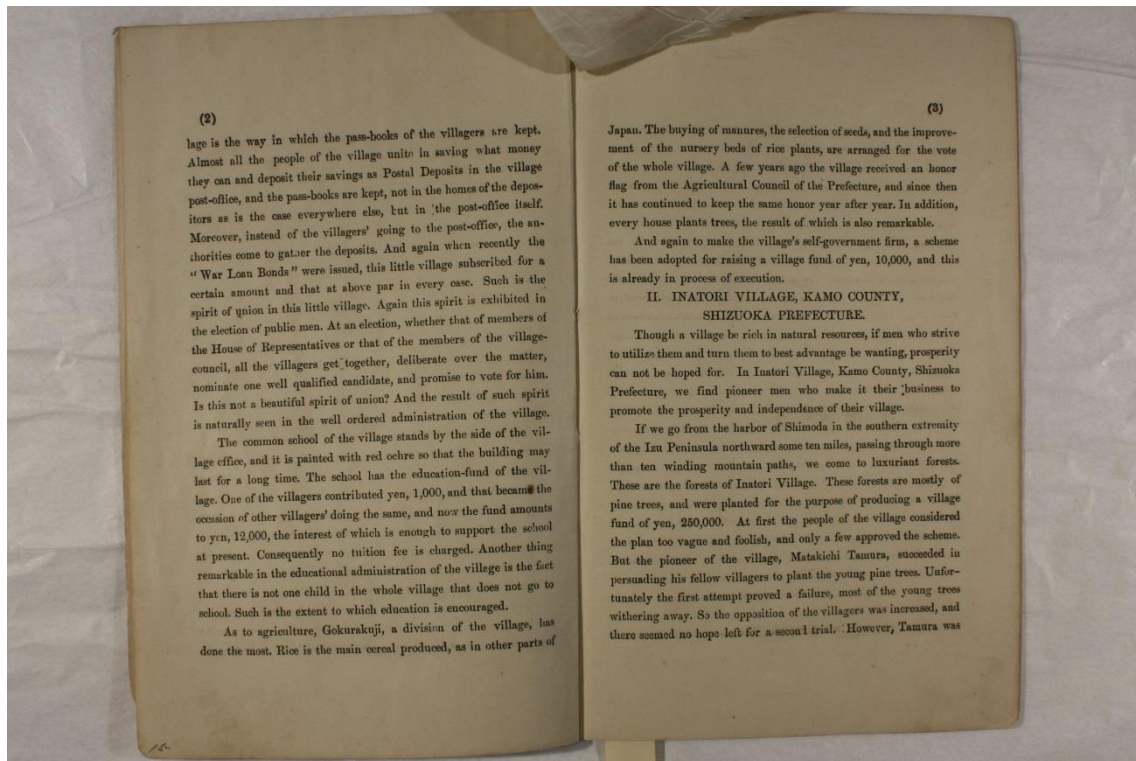 (2)
lage is the way in which the pass-books of the villagers are kept.
Almost all the people of the village unite in saving what money
they can and deposit their savings as Postal Deposits in the village
post-office, and the pass-books are kept, not in the homes of the depos-
itors as is the case everywhere else, but in the post-office itself.
Moreover, instead of the villagers' going to the post-office, the au-
thorities come to gather the deposits. And again when recently the
"War Loan Bonds" were issued, this little village subscribed for a
certain amount and that at above par in every case. Such is the
spirit of union in this little village. Again this spirit is exhibited in
the election of public men. At an election, whether that of members of
the House of Representatives or that of the members of the village-
council, all the villagers get together, deliberate over the matter,
nominate one well qualified candidate, and promise to vote for him.
Is this not a beautiful spirit of union? And the result of such spirit
is naturally seen in the well ordered administration of the village.
The common school of the village stands by the side of the vil-
lage office, and it is painted with red ochre so that the building may
last for a long time. The school has the education-fund of the vil-
lage. One of the villagers contributed yen, 1,000, and that became the
occasion of other villagers' doing the same, and now the fund amounts
to yen, 12,000, the interest of which is enough to support the school
at present. Consequently no tuition fee is charged. Another thing
remarkable in the educational administration of the village is the fact
that there is not one child in the whole village that does not go to
school. Such is the extent to which education is encouraged.
As to agriculture, Gokurakuji, a division of the village, has
done the most. Rice is the main cereal produced, as in other parts of
15-
(3)
Japan. The buying of manures, the selection of seeds, and the improve-
ment of the nursery beds of rice plants, are arranged for the vote
of the whole village. A few years ago the village received an honor
flag from the Agricultural Council of the Prefecture, and since then
it has continued to keep the same honor year after year. In addition,
every house plants trees, the result of which is also remarkable.
And again to make the village's self-government firm, a scheme
has been adopted for raising a village fund of yen, 10,000, and this
is already in process of execution.
II. INATORI VILLAGE, KAMO COUNTY,
SHIZUOKA PREFECTURE.
Though a village be rich in natural resources, if men who strive
to utilize them and turn them to best advantage be wanting, prosperity
can not be hoped for. In Inatori Village, Kamo County, Shizuoka
Prefecture, we find pioneer men who make it their business to
promote the prosperity and independence of their village.
If we go from the harbor of Shimoda in the southern extremity
of the Izu Peninsula northward some ten miles, passing through more
than ten winding mountain paths, we come to luxuriant forests.
These are the forests of Inatori Village. These forests are mostly of
pine trees, and were planted for the purpose of producing a village
fund of yen, 250,000. At first the people of the village considered
the plan too vague and foolish, and only a few approved the scheme.
But the pioneer of the village, Matakichi Tamura, succeeded in
persuading his fellow villagers to plant the young pine trees. Unfor-
tunately the first attempt proved a failure, most of the young trees
withering away. So the opposition of the villagers was increased, and
there seemed no hope left for a second trial. However, Tamura was